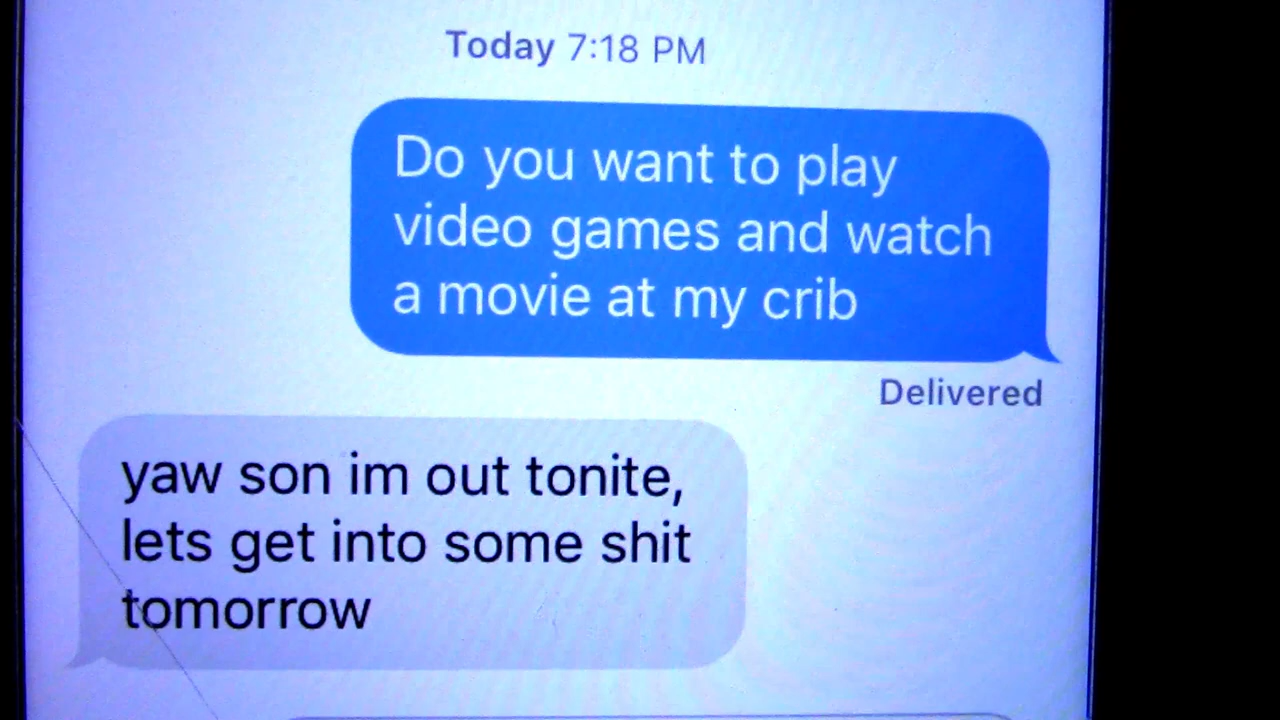 Today 7:18 PM
Do you want to play
video games and watch
a movie at my crib
Delivered
yaw son im out tonite,
lets get into some shit
tomorrow